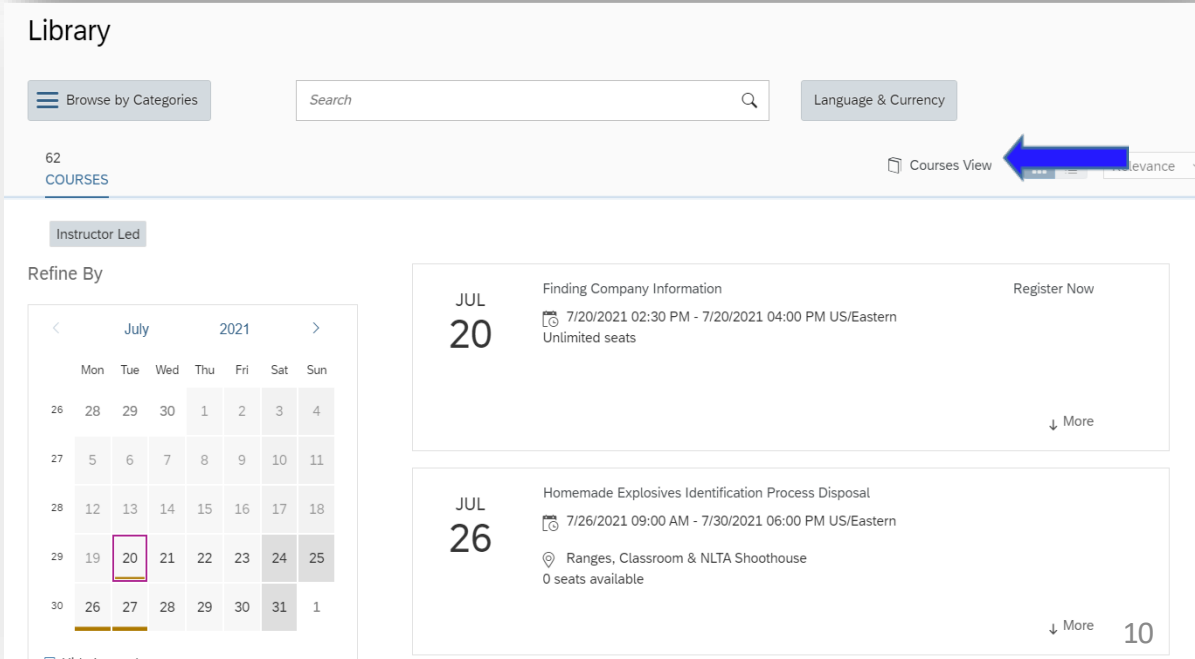 Library
Browse by Categories
Search
Language & Currency
62
COURSES
Courses View
Instructor Led
Refine By
July 2021
Mon Tue Wed Thu Fri Sat Sun
26 28 29 30 1 2 3 4
27 5 6 7 8 9 10 11
28 12 13 14 15 16 17 18
29 19 20 21 22 23 24 25
30 26 27 28 29 30 31 1
JUL
20
Finding Company Information
Register Now
7/20/2021 02:30 PM - 7/20/2021 04:00 PM US/Eastern
Unlimited seats
More
JUL
26
Homemade Explosives Identification Process Disposal
7/26/2021 09:00 AM - 7/30/2021 06:00 PM US/Eastern
Ranges, Classroom & NLTA Shoothouse
0 seats available
More
10